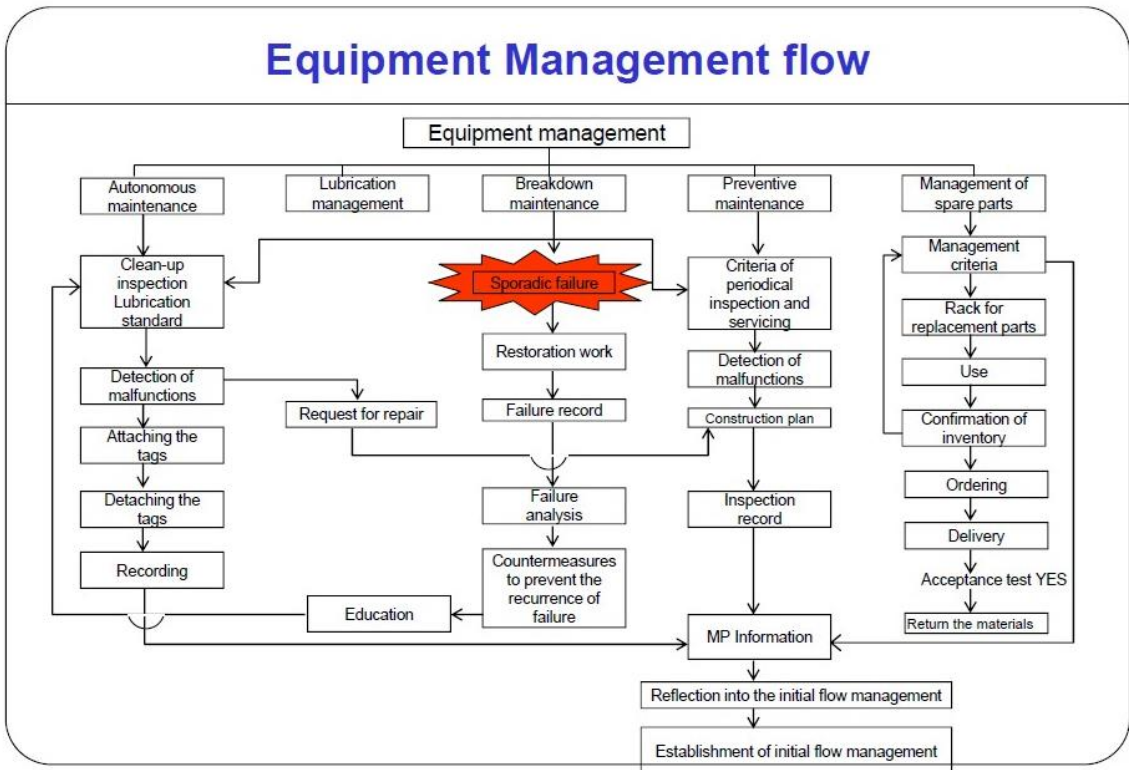 Equipment Management flow
Equipment management
Autonomous
maintenance
Lubrication
management
Breakdown
maintenance
Preventive
maintenance
Management of
spare parts
Clean-up
inspection
Lubrication
standard
Detection of
malfunctions
Attaching the
tags
Detaching the
tags
Recording
Request for repair
Education
Sporadic failure
Restoration work
Failure record
Failure
analysis
Countermeasures
to prevent the
recurrence of
failure
Criteria of
periodical
inspection and
servicing
Detection of
malfunctions
Construction plan
Inspection
record
MP Information
Reflection into the initial flow management
Establishment of initial flow management
Management
criteria
Rack for
replacement parts
Use
Confirmation of
inventory
Ordering
Delivery
Acceptance test YES
Return the materials